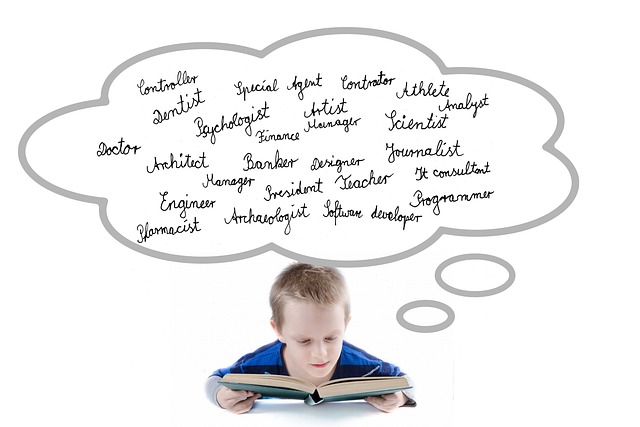 Controller
Special Agent
Contrator
Athlete
Dentist
Artist
Analyst
Psychologist
Finance Manager
Scientist
Doctor
Architect
Banker
Designer
Journalist
Manager
President
Teacher
It consultant
Engineer
Archaeologist
Software developer
Programmer
Pharmacist